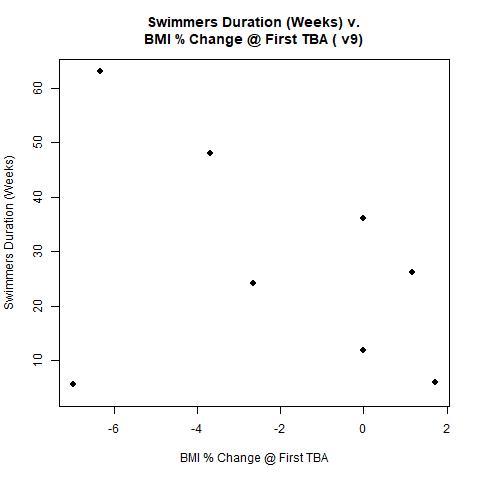 Swimmers Duration (Weeks) v.
BMI % Change @ First TBA ( v9)
Swimmers Duration (Weeks)
60
50
40
30
20
10
-6 -4 -2 0 2
BMI % Change @ First TBA